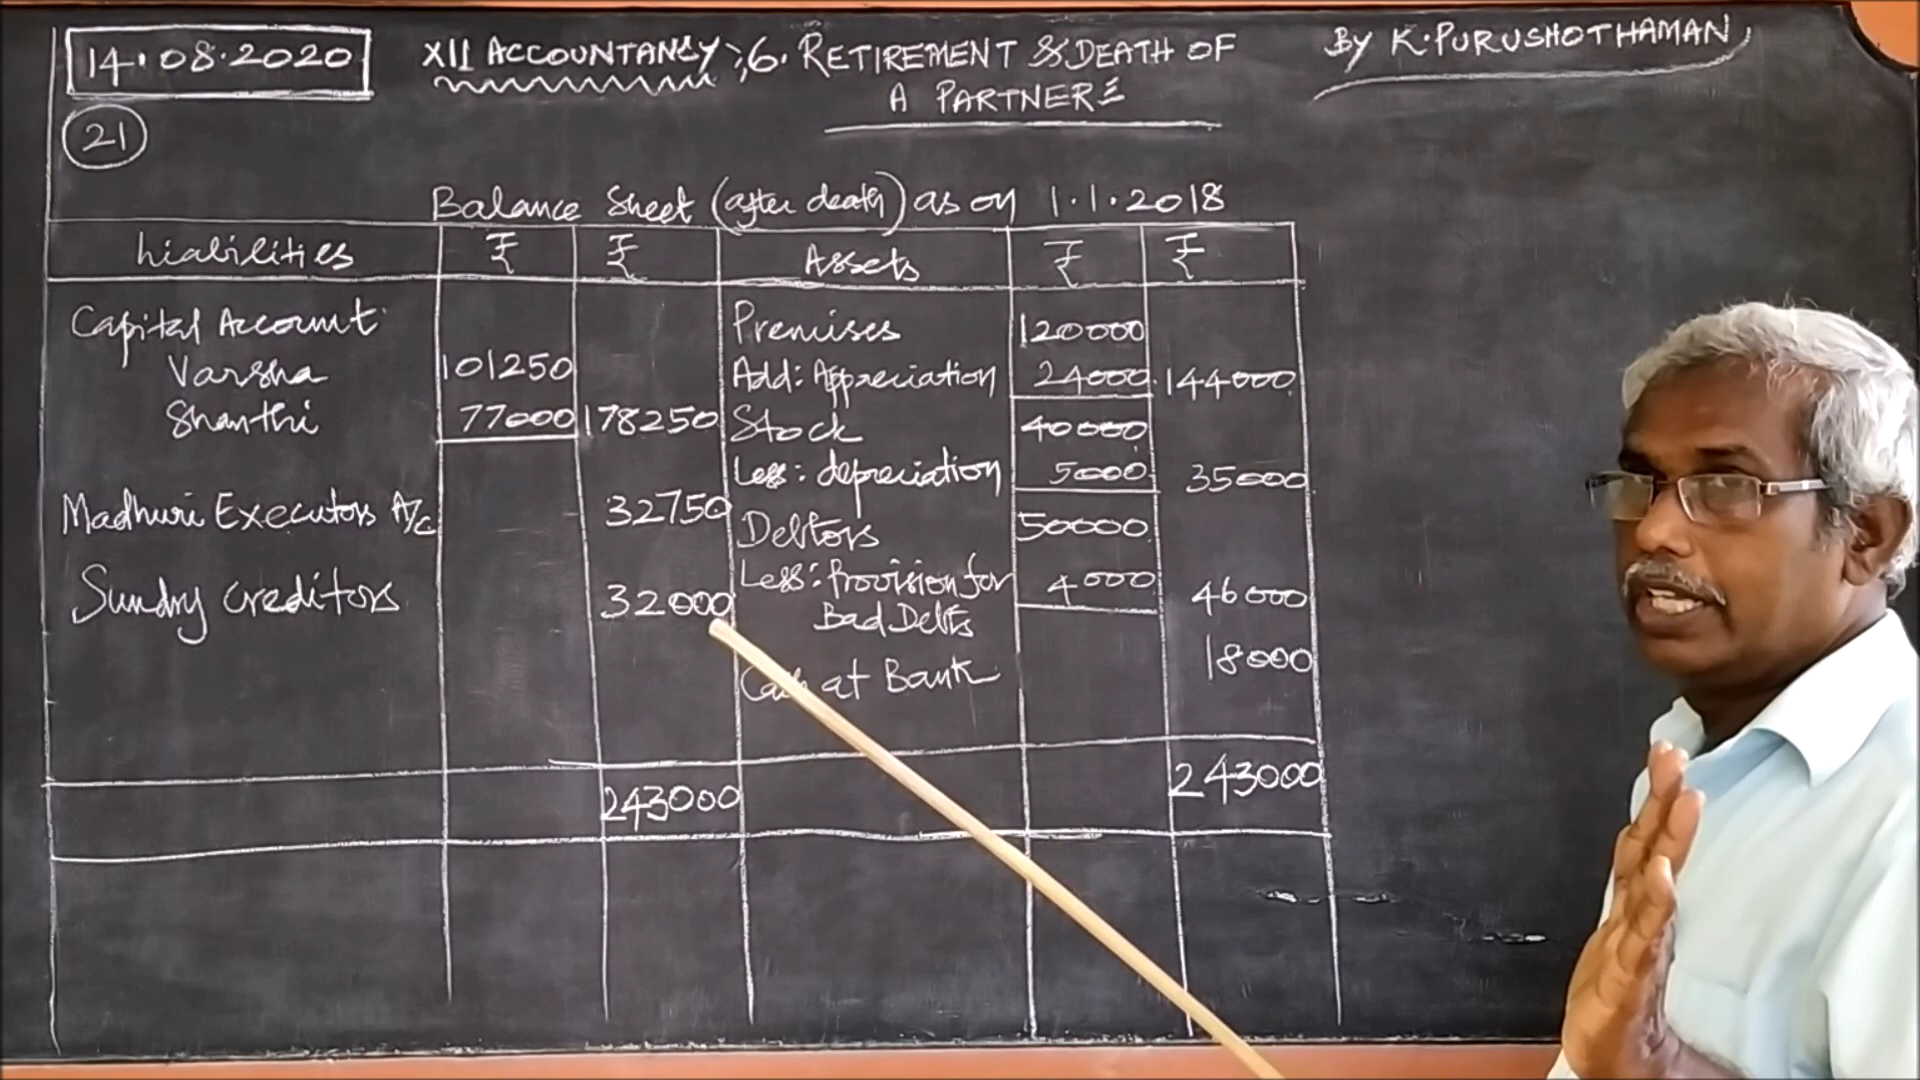 14.08.2020
XII ACCOUNTANCY :, 6. RETIREMENT & DEATH OF
A PARTNER
By K. PURUSHOTHAMAN
21
Balance Sheet (after death) as on 1.1.2018
Liabilities ₹ ₹ Assets ₹ ₹
Capital Account Premises 120000
Varsha 101250 Add: Appreciation 24000 144000
Shanthi 77000 178250 Stock 40000
Less: depreciation 5000 35000
Madhuri Executors A/c 32750 Debtors 50000
Sundry Creditors 32000 Less: Provision for 4000 46000
Bad Debts
Cash at Bank 18000
243000 243000